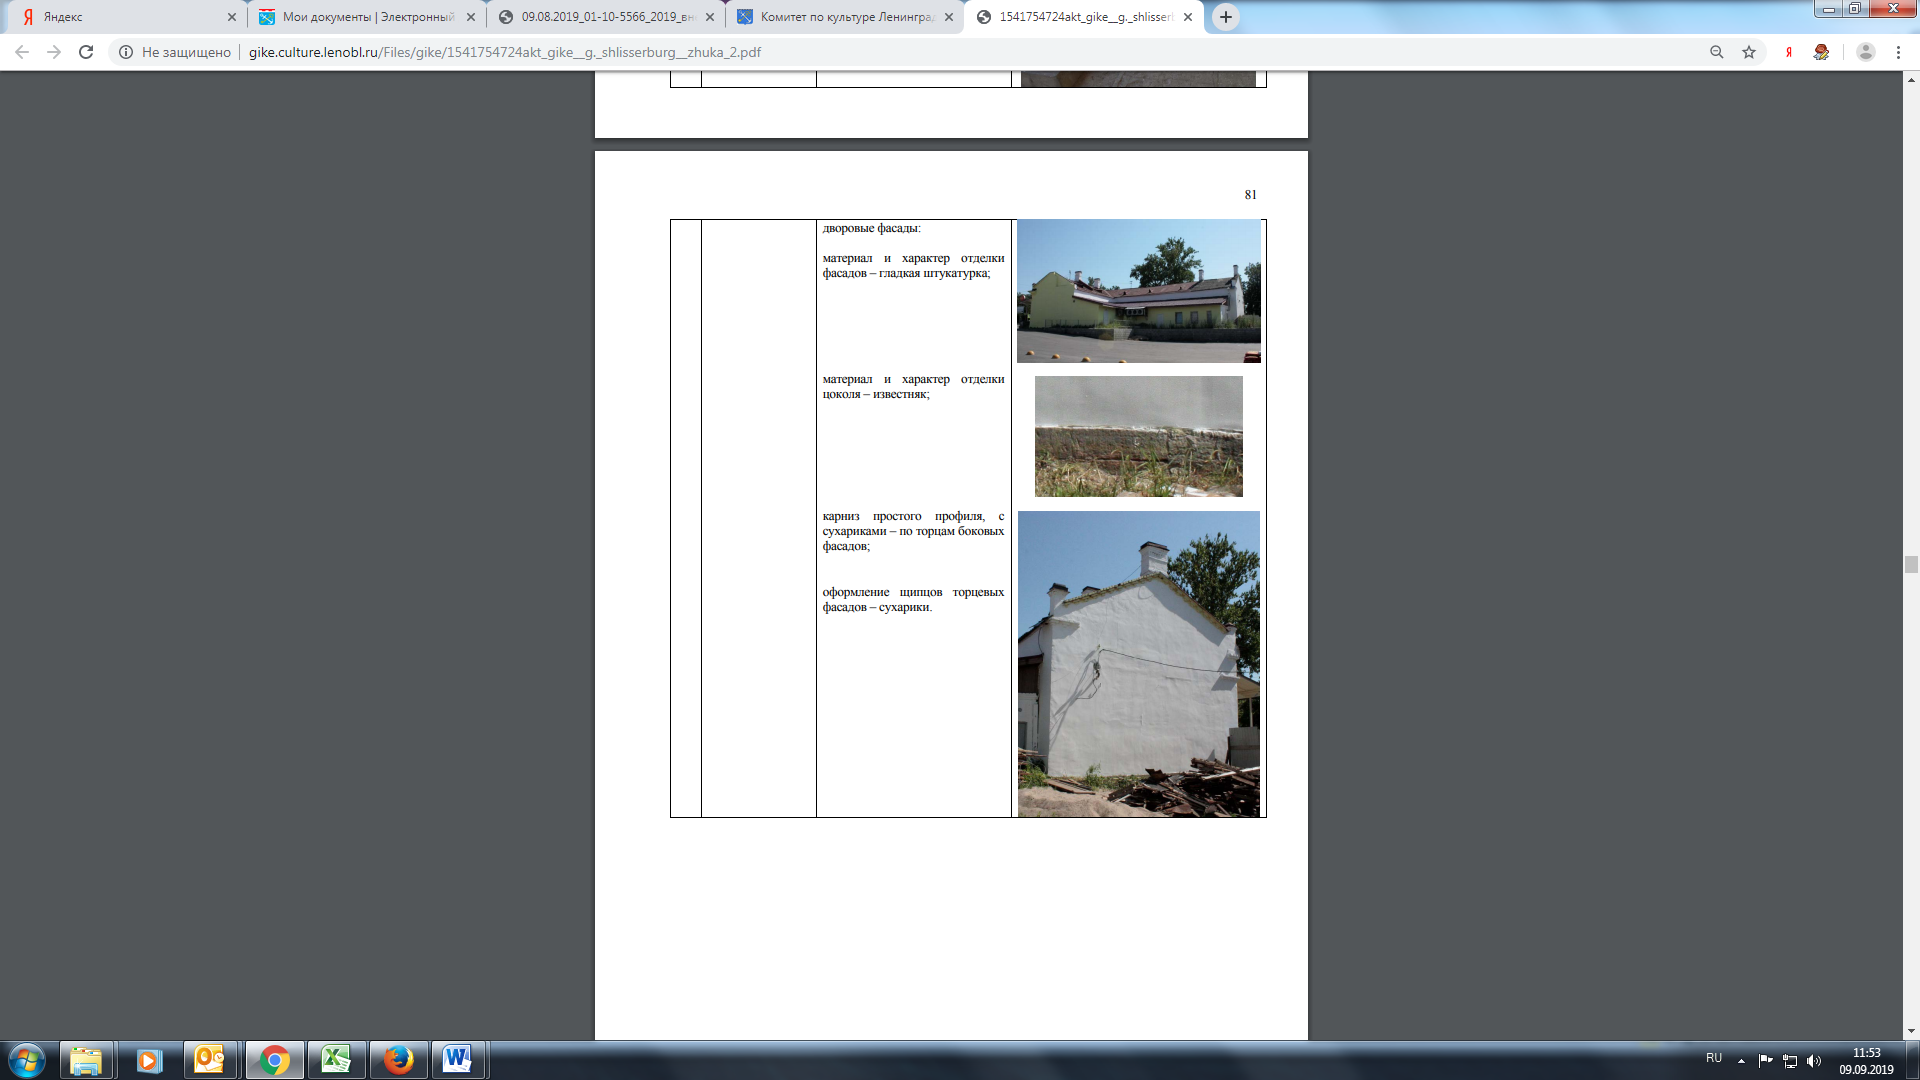 Яндекс
Мои документы | Электронный
09.08.2019_01-10-5566_2019_вн
Комитет по культуре Ленингра
1541754724akt_gike__g._shlisser
Не защищено
gike.culture.lenobl.ru/Files/gike/1541754724akt_gike__g._shlisserburg__zhuka_2.pdf
81
дворовые фасады:
материал и характер отделки
фасадов – гладкая штукатурка;
материал и характер отделки
цоколя – известняк;
карниз простого профиля, с
сухариками – по торцам боковых
фасадов;
оформление щипцов торцевых
фасадов – сухарики.
RU
11:53
09.09.2019